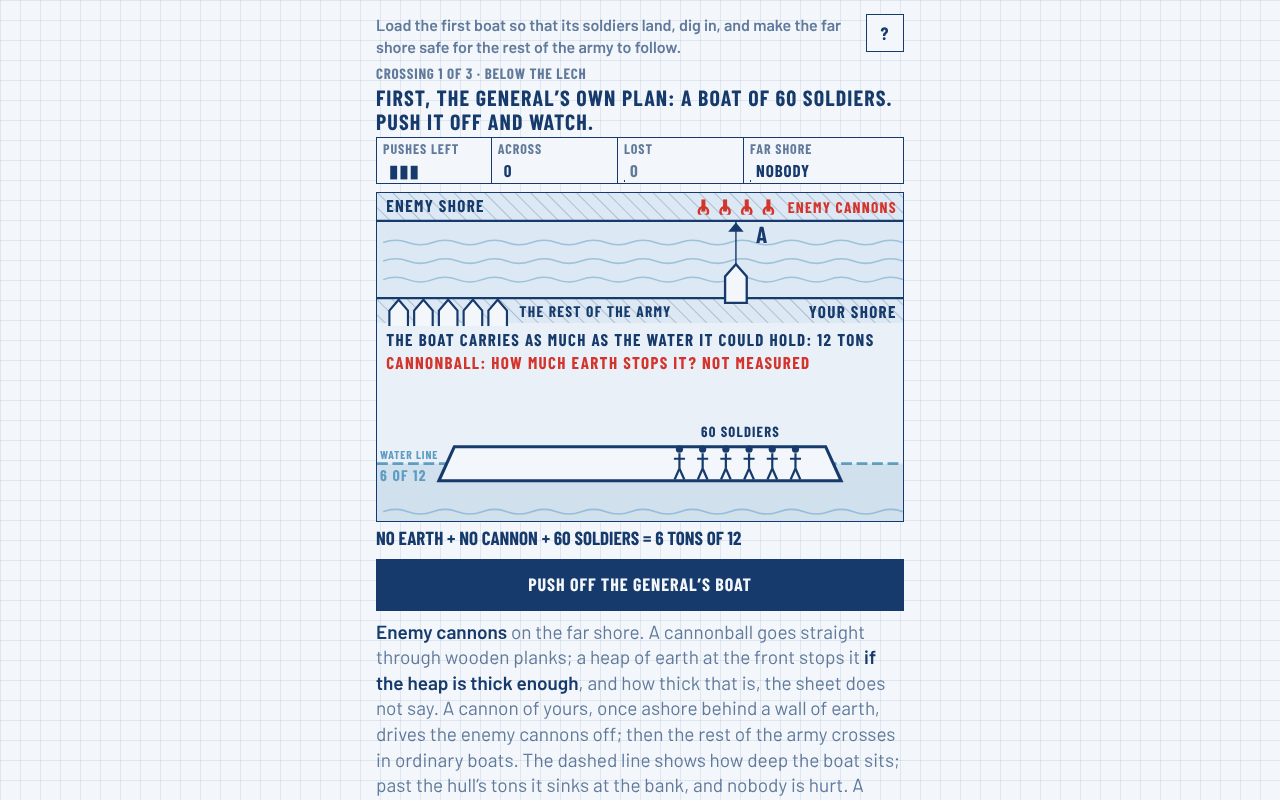 Load the first boat so that its soldiers land, dig in, and make the far
shore safe for the rest of the army to follow.
?
CROSSING 1 OF 3 · BELOW THE LECH
FIRST, THE GENERAL’S OWN PLAN: A BOAT OF 60 SOLDIERS.
PUSH IT OFF AND WATCH.
PUSHES LEFT
ACROSS
0
LOST
0
FAR SHORE
NOBODY
ENEMY SHORE
ENEMY CANNONS
A
THE REST OF THE ARMY
YOUR SHORE
THE BOAT CARRIES AS MUCH AS THE WATER IT COULD HOLD: 12 TONS
CANNONBALL: HOW MUCH EARTH STOPS IT? NOT MEASURED
60 SOLDIERS
WATER LINE
6 OF 12
NO EARTH + NO CANNON + 60 SOLDIERS = 6 TONS OF 12
PUSH OFF THE GENERAL’S BOAT
Enemy cannons on the far shore. A cannonball goes straight
through wooden planks; a heap of earth at the front stops it if
the heap is thick enough, and how thick that is, the sheet does
not say. A cannon of yours, once ashore behind a wall of earth,
drives the enemy cannons off; then the rest of the army crosses
in ordinary boats. The dashed line shows how deep the boat sits;
past the hull’s tons it sinks at the bank, and nobody is hurt. A